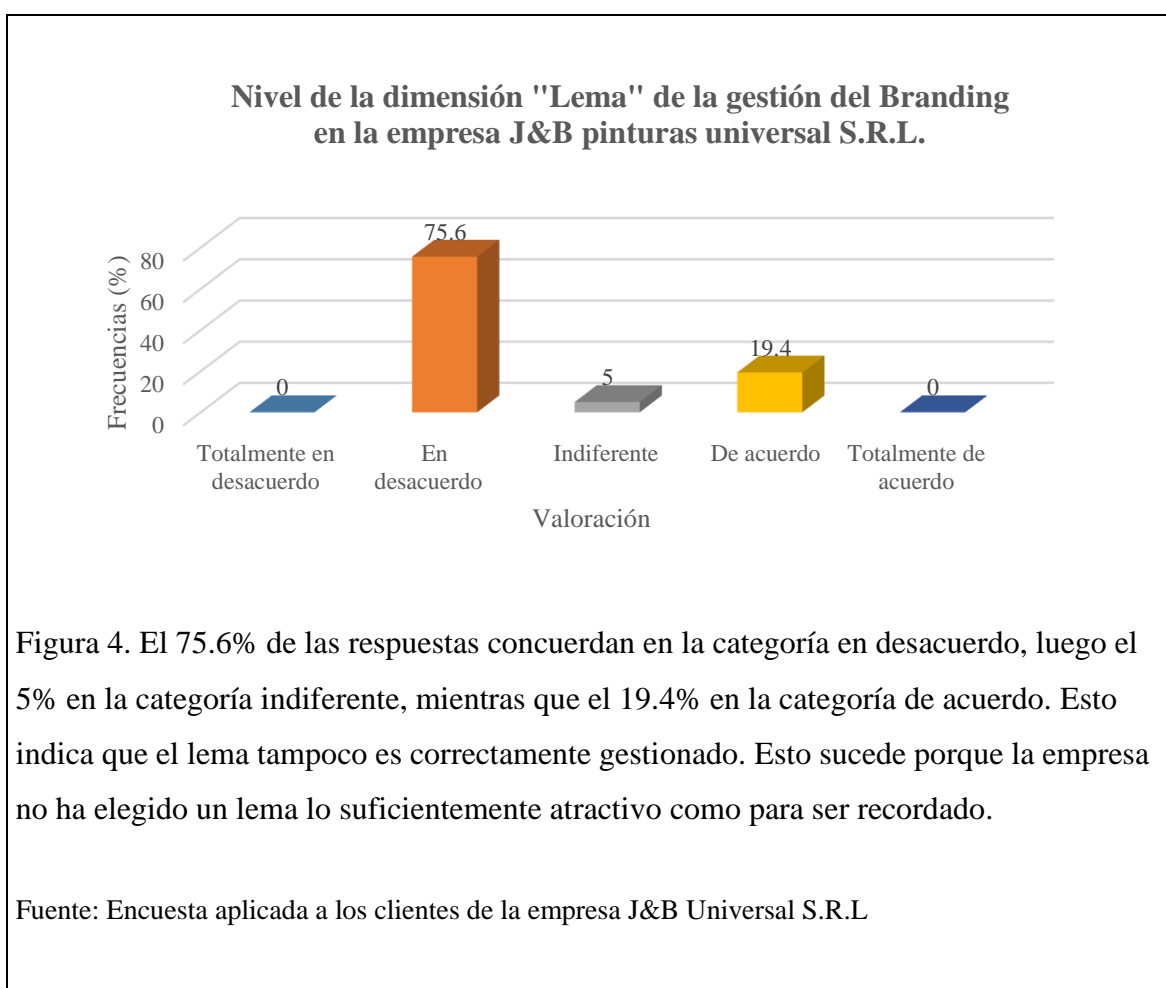 Nivel de la dimensión "Lema" de la gestión del Branding
en la empresa J&B pinturas universal S.R.L.
Frecuencias (%)
80
60
40
20
0
0
75.6
5
19.4
0
Totalmente en
desacuerdo
En
desacuerdo
Indiferente
De acuerdo
Totalmente de
acuerdo
Valoración
Figura 4. El 75.6% de las respuestas concuerdan en la categoría en desacuerdo, luego el
5% en la categoría indiferente, mientras que el 19.4% en la categoría de acuerdo. Esto
indica que el lema tampoco es correctamente gestionado. Esto sucede porque la empresa
no ha elegido un lema lo suficientemente atractivo como para ser recordado.
Fuente: Encuesta aplicada a los clientes de la empresa J&B Universal S.R.L